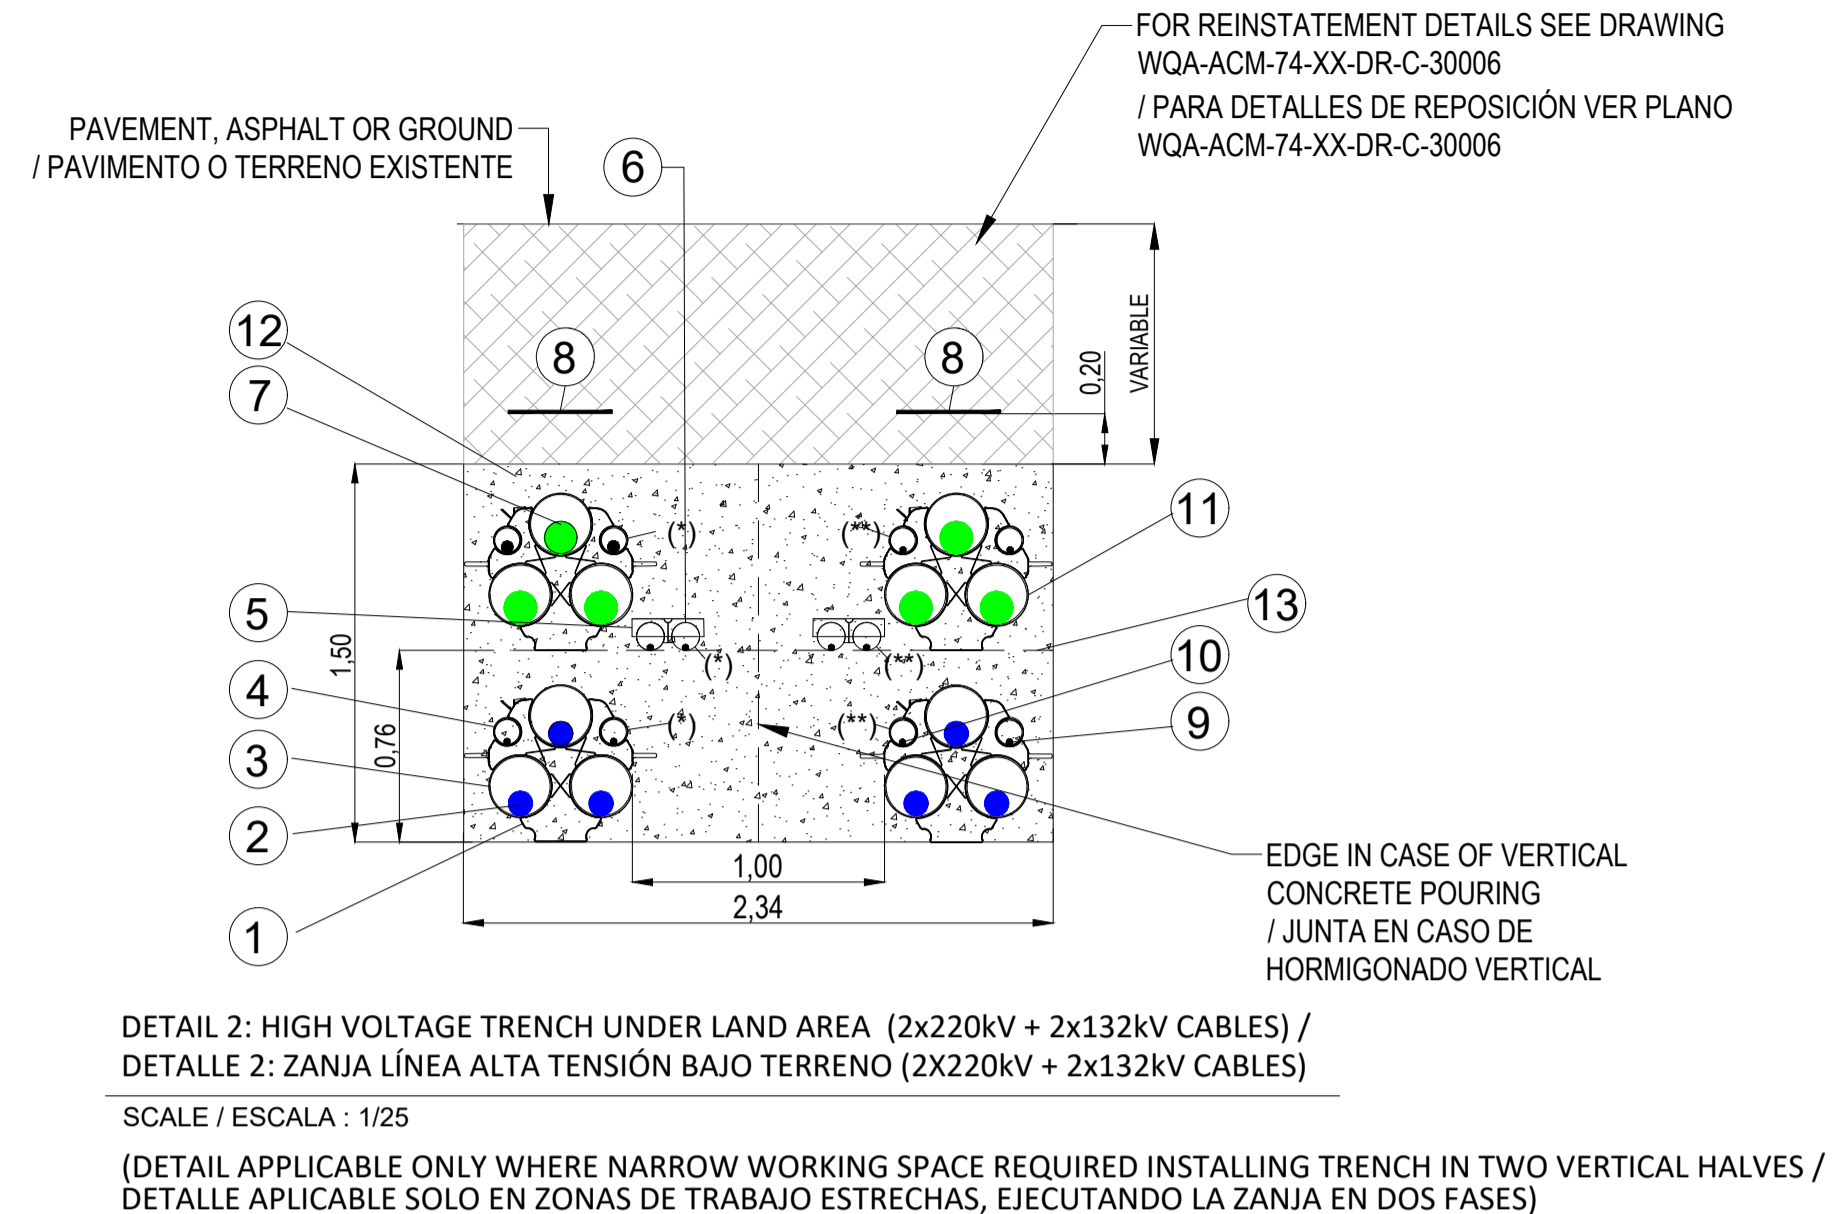 FOR REINSTATEMENT DETAILS SEE DRAWING
WQA-ACM-74-XX-DR-C-30006
/ PARA DETALLES DE REPOSICIÓN VER PLANO
WQA-ACM-74-XX-DR-C-30006
PAVEMENT, ASPHALT OR GROUND
/ PAVIMENTO O TERRENO EXISTENTE
6
12
7
8
8
0,20
VARIABLE
(*)
(**)
11
5
13
1,50
(*)
(**)
10
4
(*)
(**)
9
3
0,76
2
1
1,00
2,34
EDGE IN CASE OF VERTICAL
CONCRETE POURING
/ JUNTA EN CASO DE
HORMIGONADO VERTICAL
DETAIL 2: HIGH VOLTAGE TRENCH UNDER LAND AREA (2x220kV + 2x132kV CABLES) /
DETALLE 2: ZANJA LÍNEA ALTA TENSIÓN BAJO TERRENO (2X220kV + 2x132kV CABLES)
SCALE / ESCALA : 1/25
(DETAIL APPLICABLE ONLY WHERE NARROW WORKING SPACE REQUIRED INSTALLING TRENCH IN TWO VERTICAL HALVES /
DETALLE APLICABLE SOLO EN ZONAS DE TRABAJO ESTRECHAS, EJECUTANDO LA ZANJA EN DOS FASES)